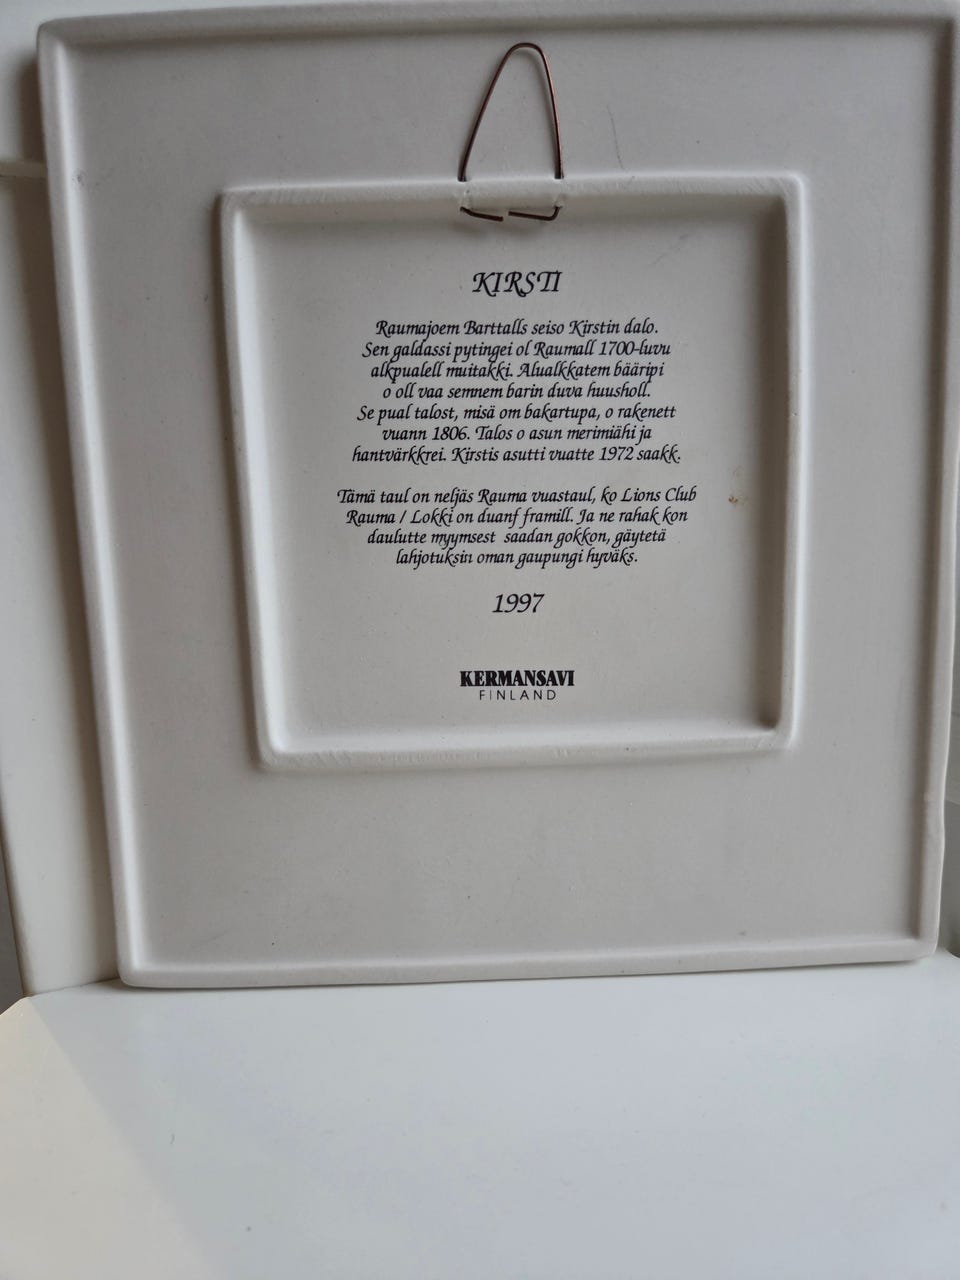 KIRSTI
Raumajoem Barttalls seiso Kirstin dalo.
Sen galdassi pytingei ol Raumall 1700-luvu
alkpualell muitakki. Alualkkatem bääripi
o oll vaa semnem barin duva huusholl.
Se pual talost, misä om bakartupa, o rakenett
vuann 1806. Talos o asun merimiähi ja
hantvärkkrei. Kirstis asutti vuatte 1972 saakk.
Tämä taul on neljäs Rauma vuastaul, ko Lions Club
Rauma / Lokki on duanf framill. Ja ne rahak kon
daulutte myymsest saadan gokkon, gäytetä
lahjotuksin oman gaupungi hyväks.
1997
KERMANSAVI
FINLAND